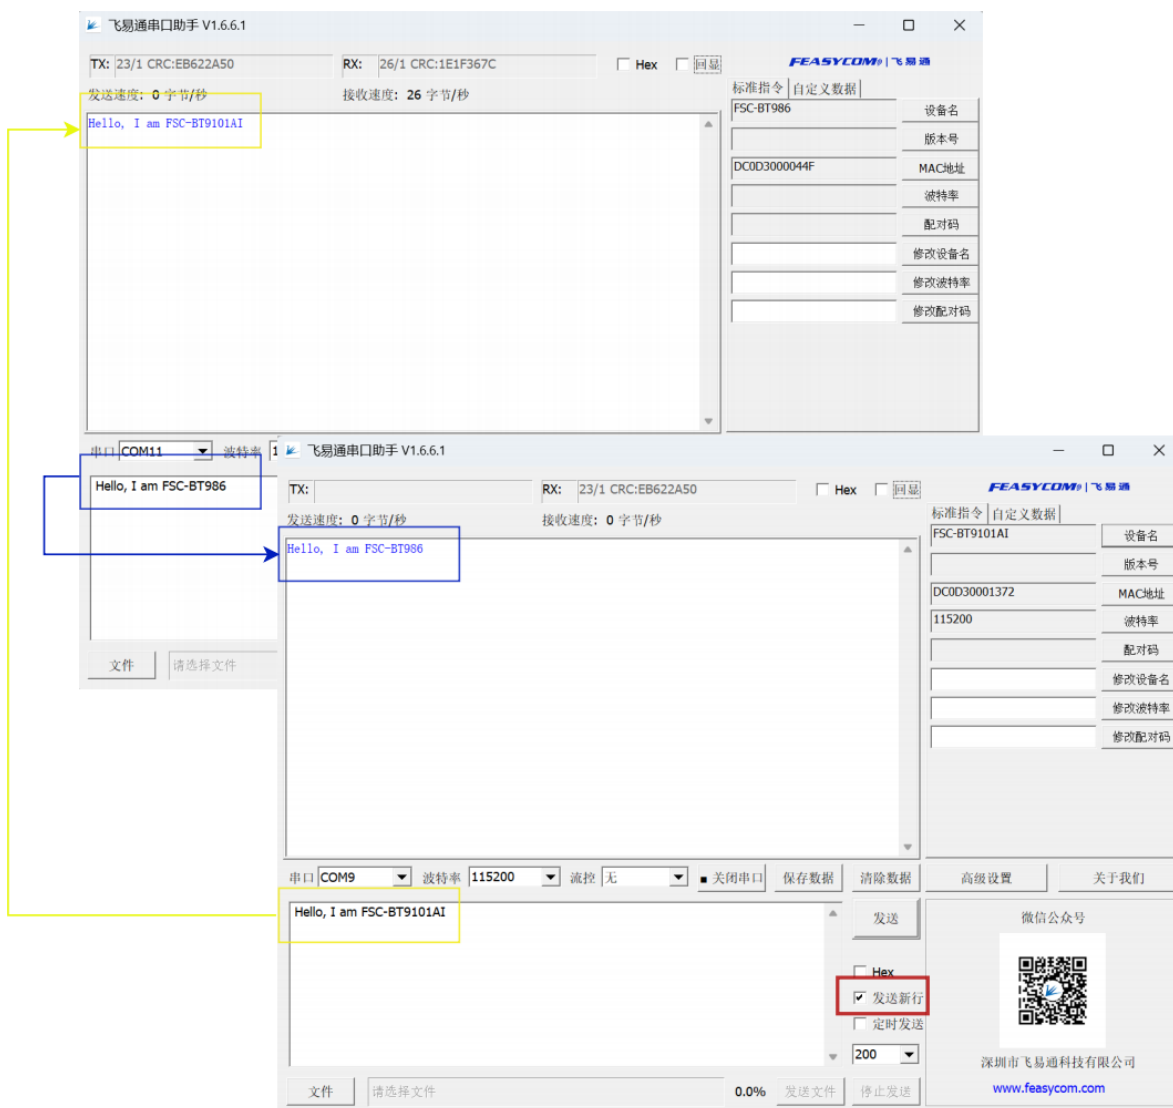 飞易通串口助手 V1.6.6.1
TX: 23/1 CRC:EB622A50
RX: 26/1 CRC:1E1F367C
Hex
回显
FEASYCOM | 飞易通
发送速度: 0 字节/秒
接收速度: 26 字节/秒
标准指令
自定义数据
Hello, I am FSC-BT9101AI
FSC-BT986
设备名
版本号
DC0D3000044F
MAC地址
波特率
配对码
修改设备名
修改波特率
修改配对码
串口 COM11
波特率 1
Hello, I am FSC-BT986
文件
请选择文件
飞易通串口助手 V1.6.6.1
TX:
RX: 23/1 CRC:EB622A50
Hex
回显
FEASYCOM | 飞易通
发送速度: 0 字节/秒
接收速度: 0 字节/秒
标准指令
自定义数据
Hello, I am FSC-BT986
FSC-BT9101AI
设备名
版本号
DC0D30001372
MAC地址
115200
波特率
配对码
修改设备名
修改波特率
修改配对码
串口 COM9
波特率 115200
流控 无
关闭串口
保存数据
清除数据
高级设置
关于我们
Hello, I am FSC-BT9101AI
发送
Hex
发送新行
定时发送
200
微信公众号
深圳市飞易通科技有限公司
www.feasycom.com
文件
请选择文件
0.0%
发送文件
停止发送